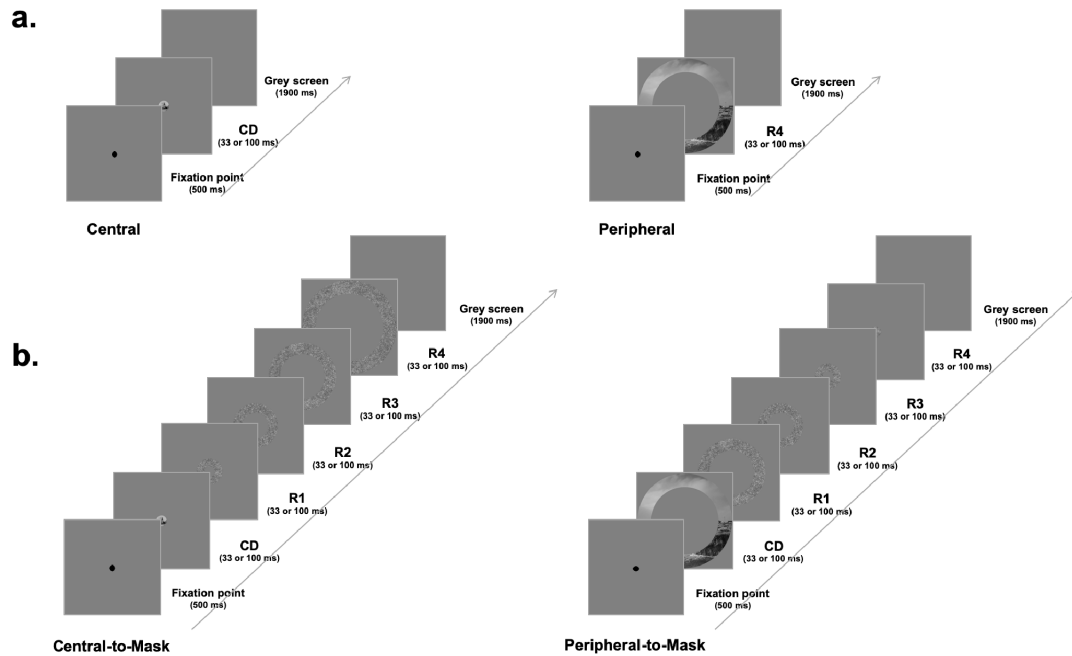 a.
Grey screen
(1900 ms)
CD
(33 or 100 ms)
Fixation point
(500 ms)
Central
Grey screen
(1900 ms)
R4
(33 or 100 ms)
Fixation point
(500 ms)
Peripheral
b.
Grey screen
(1900 ms)
R4
(33 or 100 ms)
R3
(33 or 100 ms)
R2
(33 or 100 ms)
R1
(33 or 100 ms)
CD
(33 or 100 ms)
Fixation point
(500 ms)
Central-to-Mask
Grey screen
(1900 ms)
R4
(33 or 100 ms)
R3
(33 or 100 ms)
R2
(33 or 100 ms)
R1
(33 or 100 ms)
CD
(33 or 100 ms)
Fixation point
(500 ms)
Peripheral-to-Mask